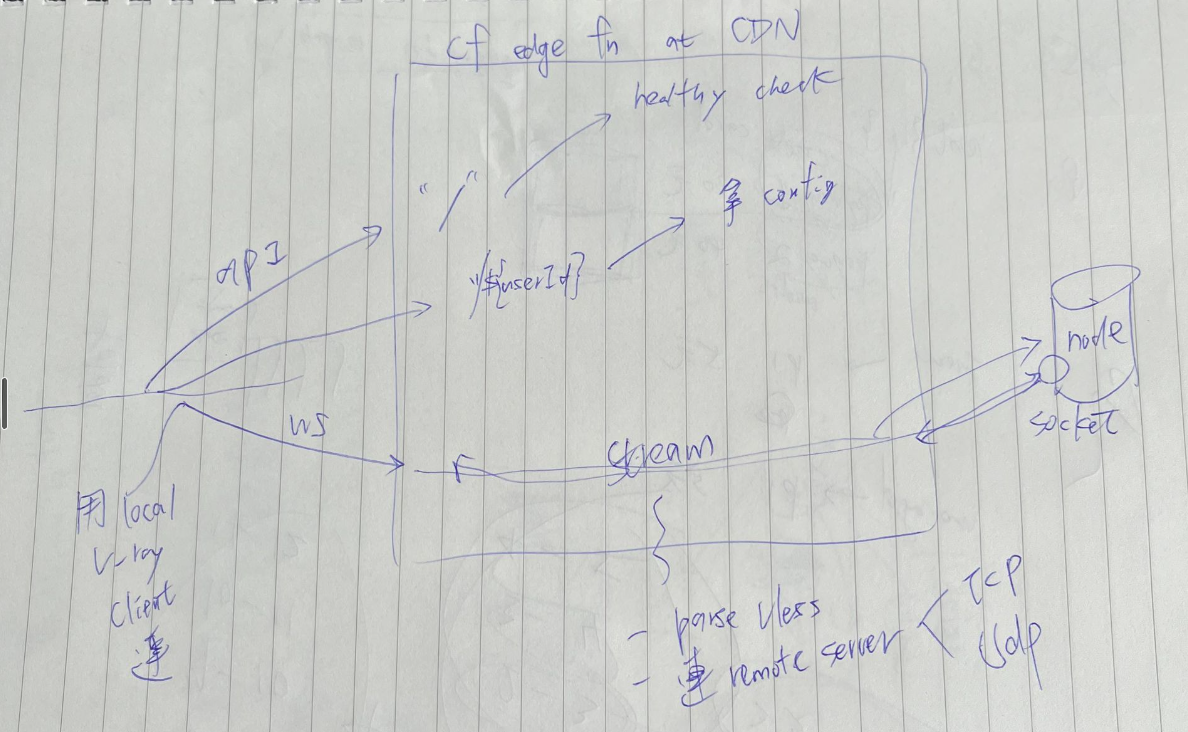 cf edge fn at CDN
healthy check
"/"
拿 config
API
"/${userId}
node
socket
WS
stream
用 local
V-ray
Client
連
- parse Vless
- 連 remote server
TCP
Udp